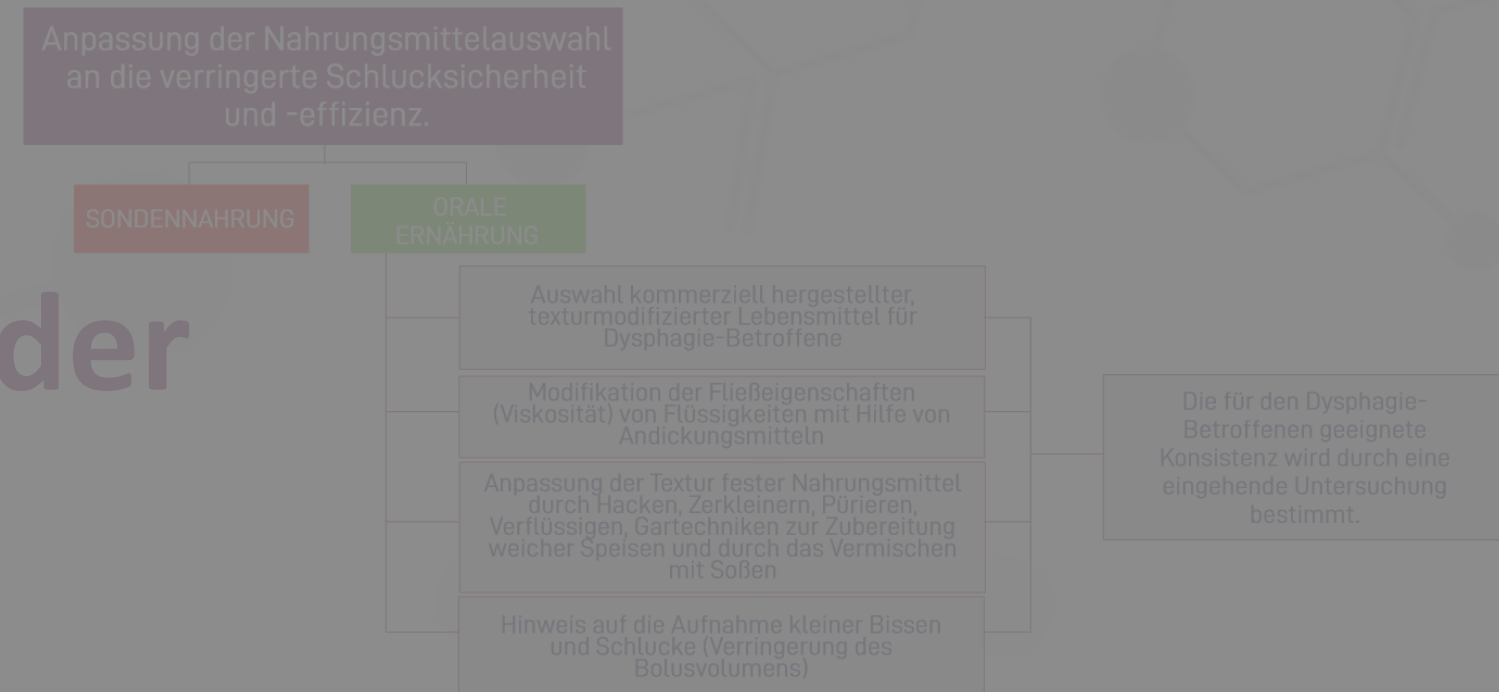 Anpassung der Nahrungsmittelauswahl
an die verringerte Schlucksicherheit
und -effizienz.
SONDENNAHRUNG
ORALE
ERNÄHRUNG
der
Auswahl kommerziell hergestellter,
texturmodifizierter Lebensmittel für
Dysphagie-Betroffene
Modifikation der Fließeigenschaften
(Viskosität) von Flüssigkeiten mit Hilfe von
Andickungsmitteln
Anpassung der Textur fester Nahrungsmittel
durch Hacken, Zerkleinern, Pürieren,
Verflüssigen, Gartechniken zur Zubereitung
weicher Speisen und durch das Vermischen
mit Soßen
Hinweis auf die Aufnahme kleiner Bissen
und Schlucke (Verringerung des
Bolusvolumens)
Die für den Dysphagie-
Betroffenen geeignete
Konsistenz wird durch eine
eingehende Untersuchung
bestimmt.